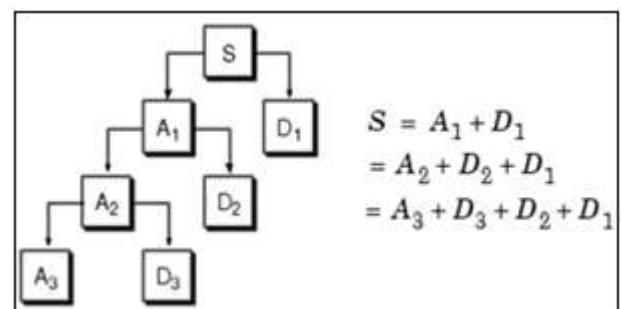 S
A₁ D₁
A₂ D₂
A₃ D₃
S = A₁ + D₁
= A₂ + D₂ + D₁
= A₃ + D₃ + D₂ + D₁